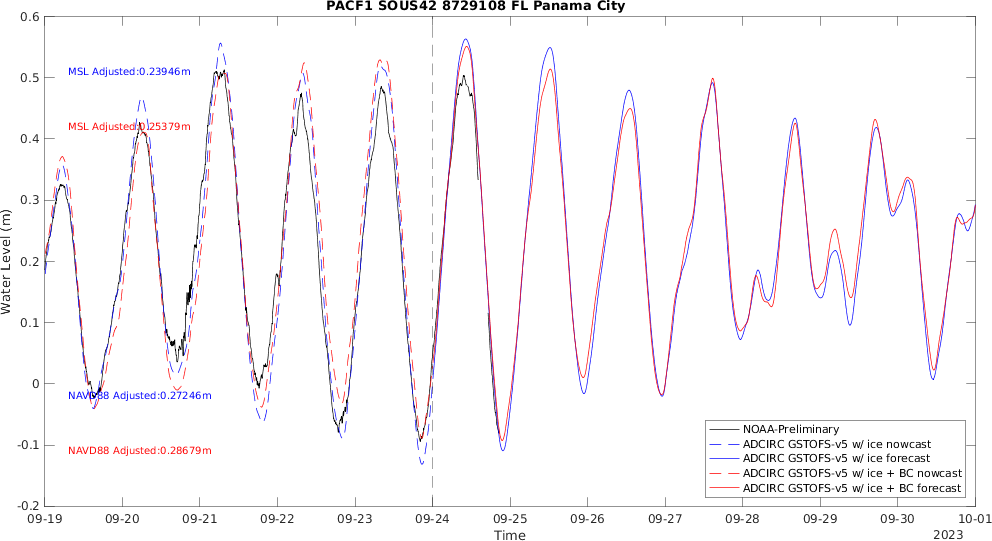 PACF1 SOUS42 8729108 FL Panama City
0.6
0.5
0.4
0.3
0.2
0.1
0
-0.1
-0.2
Water Level (m)
MSL Adjusted:0.23946m
MSL Adjusted:0.25379m
NAVD88 Adjusted:0.27246m
NAVD88 Adjusted:0.28679m
NOAA-Preliminary
ADCIRC GSTOFS-v5 w/ ice nowcast
ADCIRC GSTOFS-v5 w/ ice forecast
ADCIRC GSTOFS-v5 w/ ice + BC nowcast
ADCIRC GSTOFS-v5 w/ ice + BC forecast
09-19 09-20 09-21 09-22 09-23 09-24 09-25 09-26 09-27 09-28 09-29 09-30 10-01
Time
2023